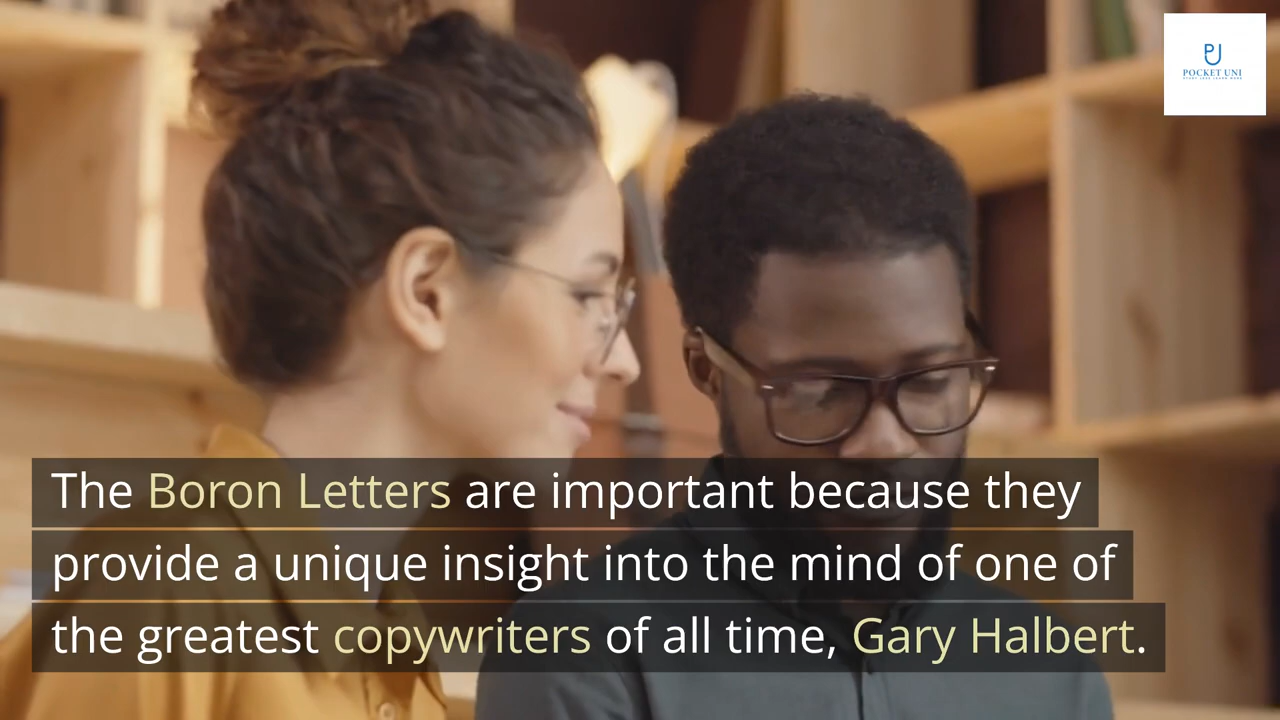 PU
POCKET UNI
The Boron Letters are important because they
provide a unique insight into the mind of one of
the greatest copywriters of all time, Gary Halbert.